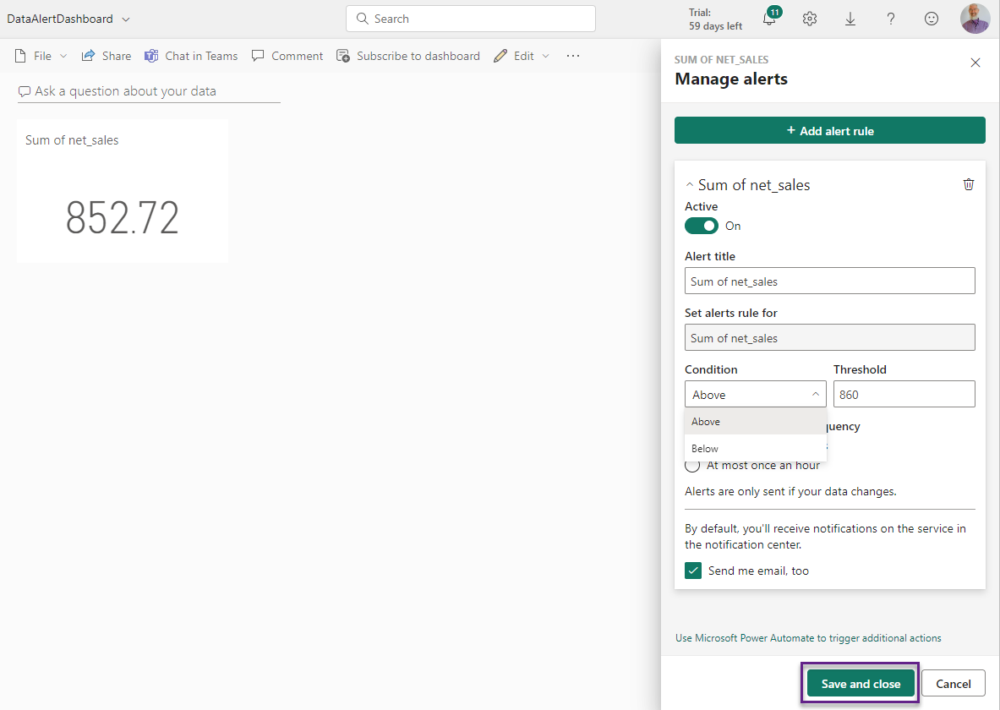 DataAlertDashboard
Search
Trial:
59 days left
11
File
Share
Chat in Teams
Comment
Subscribe to dashboard
Edit
Ask a question about your data
Sum of net_sales
852.72
SUM OF NET_SALES
Manage alerts
+ Add alert rule
Sum of net_sales
Active
On
Alert title
Sum of net_sales
Set alerts rule for
Sum of net_sales
Condition
Threshold
Above
860
Above
Below
At most once an hour
Alerts are only sent if your data changes.
By default, you'll receive notifications on the service in
the notification center.
Send me email, too
Use Microsoft Power Automate to trigger additional actions
Save and close
Cancel